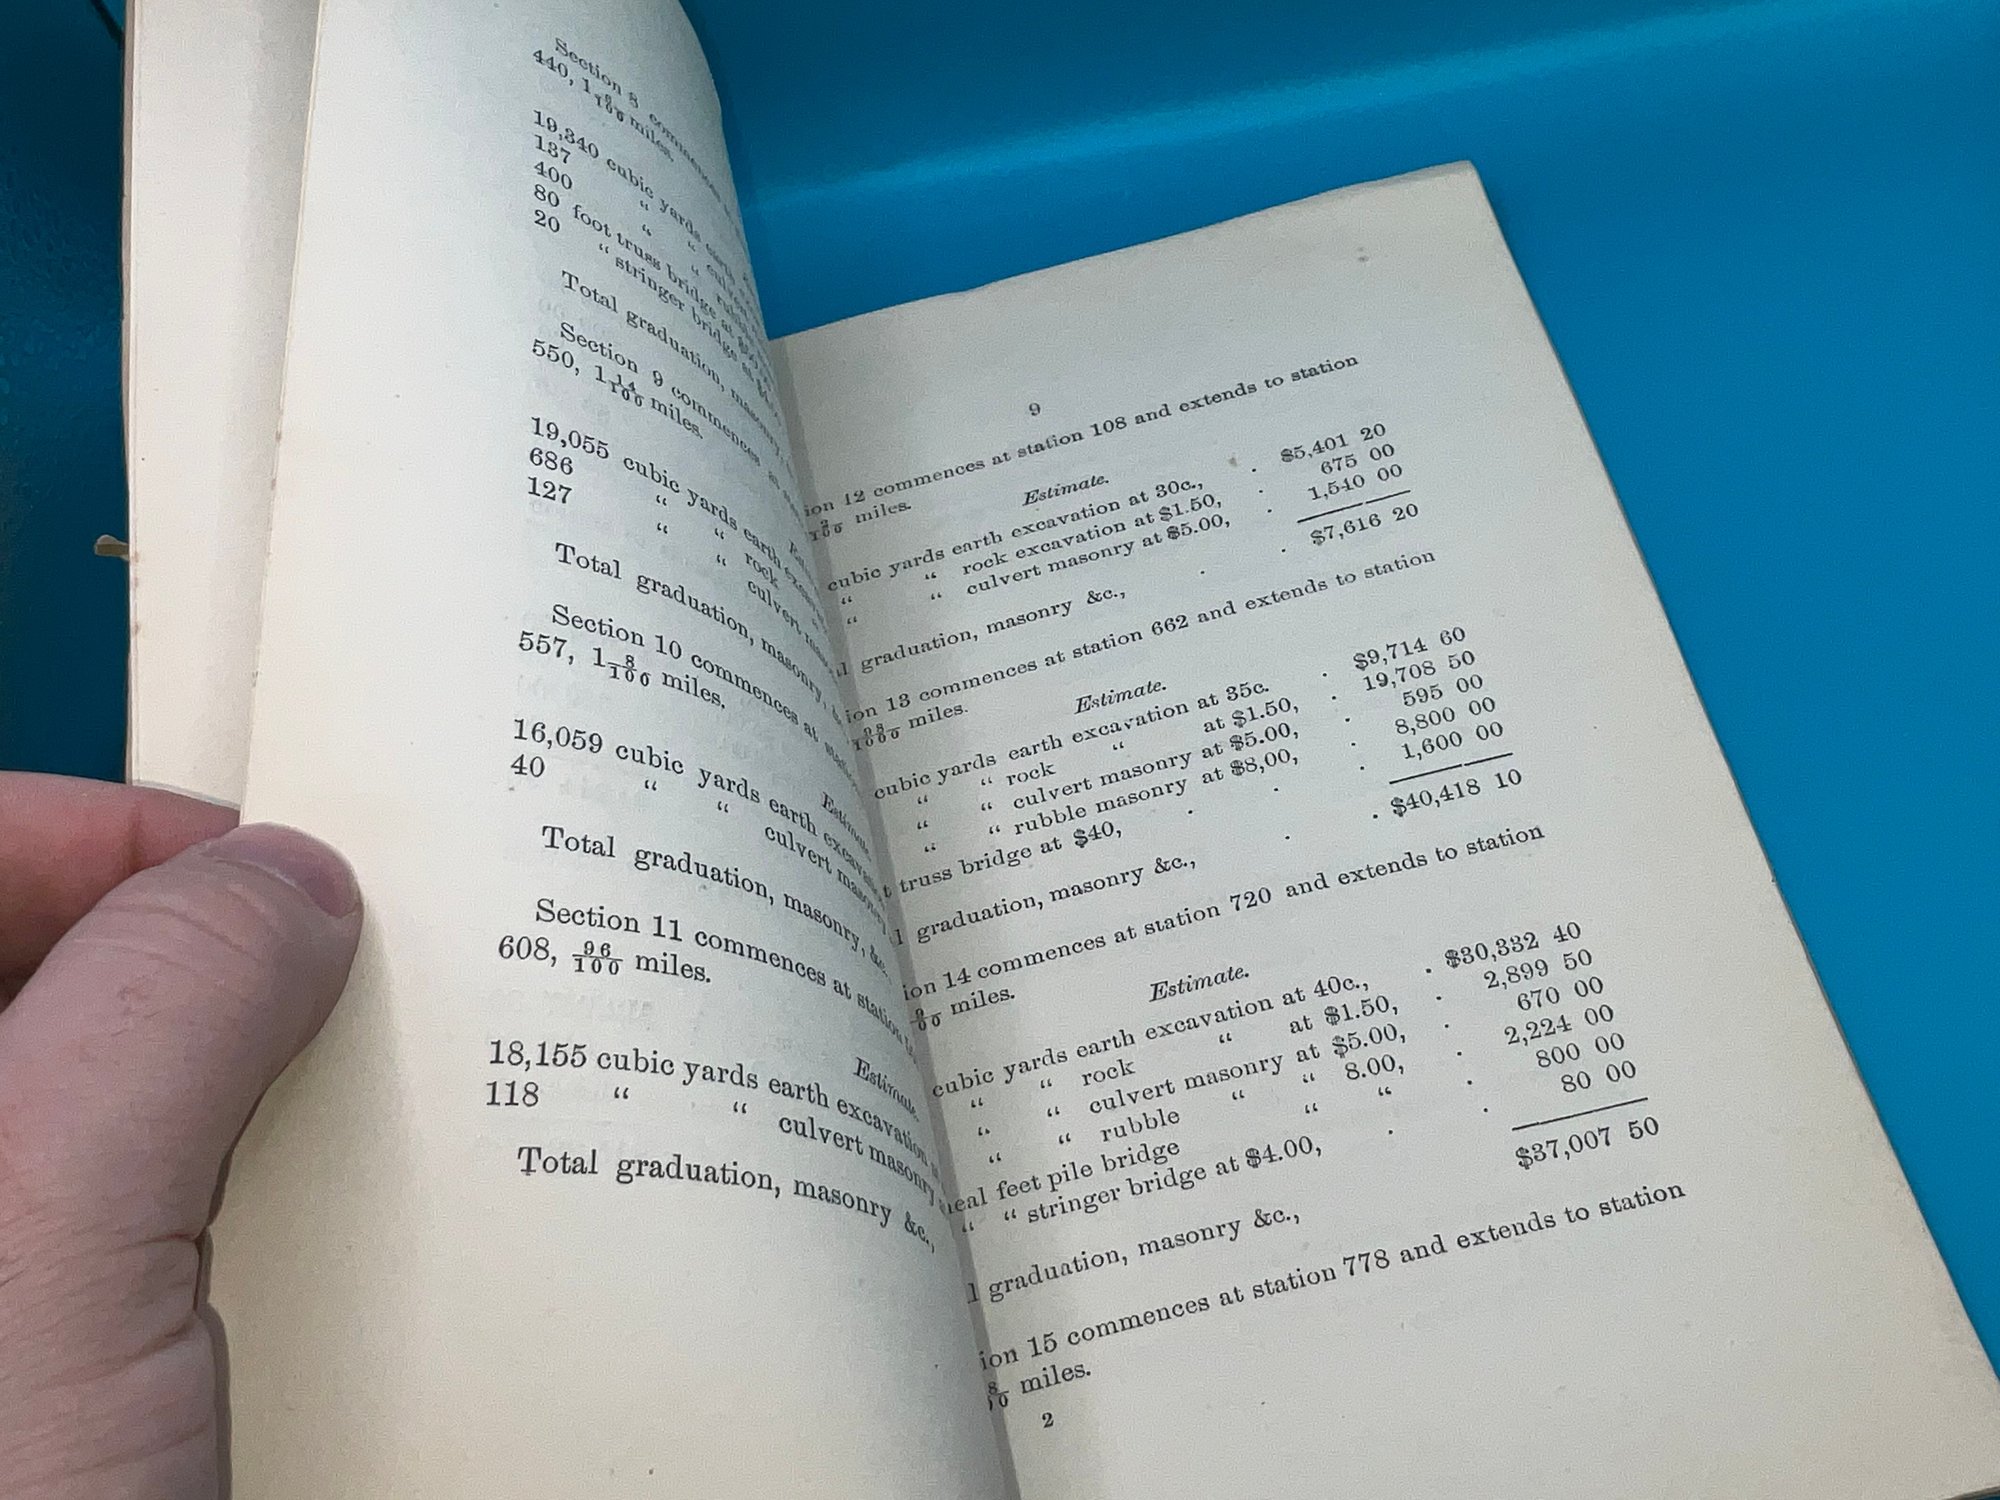 Section 8 commences
440, 1 miles.
19,340 cubic yards earth
137 " " culvert
400 " "
80 foot truss bridge at
20 " stringer bridge at
Total graduation, masonry,
Section 9 commences at
550, 1 14/100 miles.
19,055 cubic yards earth
686 " " rock
127 " " culvert
Total graduation, masonry,
Section 10 commences at
557, 1 8/100 miles.
Estimate.
16,059 cubic yards earth excavation
40 " " culvert masonry
Total graduation, masonry, &c.
Section 11 commences at station
608, 96/100 miles.
Estimate.
18,155 cubic yards earth excavation
118 " " culvert masonry
Total graduation, masonry &c.,
9
12 commences at station 108 and extends to station
miles.
Estimate.
cubic yards earth excavation at 30c., . $5,401 20
" " rock excavation at $1.50, . 675 00
" " culvert masonry at $5.00, . 1,540 00
graduation, masonry &c., . . $7,616 20
13 commences at station 662 and extends to station
miles.
Estimate.
cubic yards earth excavation at 35c. . $9,714 60
" " rock " at $1.50, . 19,708 50
" " culvert masonry at $5.00, . 595 00
" " rubble masonry at $8,00, . 8,800 00
truss bridge at $40, . . . 1,600 00
graduation, masonry &c., . . $40,418 10
14 commences at station 720 and extends to station
miles.
Estimate.
cubic yards earth excavation at 40c., . $30,332 40
" " rock " at $1.50, . 2,899 50
" " culvert masonry at $5.00, . 670 00
" " rubble " " 8.00, . 2,224 00
feet pile bridge " " . 800 00
" " stringer bridge at $4.00, . . 80 00
graduation, masonry &c., $37,007 50
15 commences at station 778 and extends to station
miles.
2